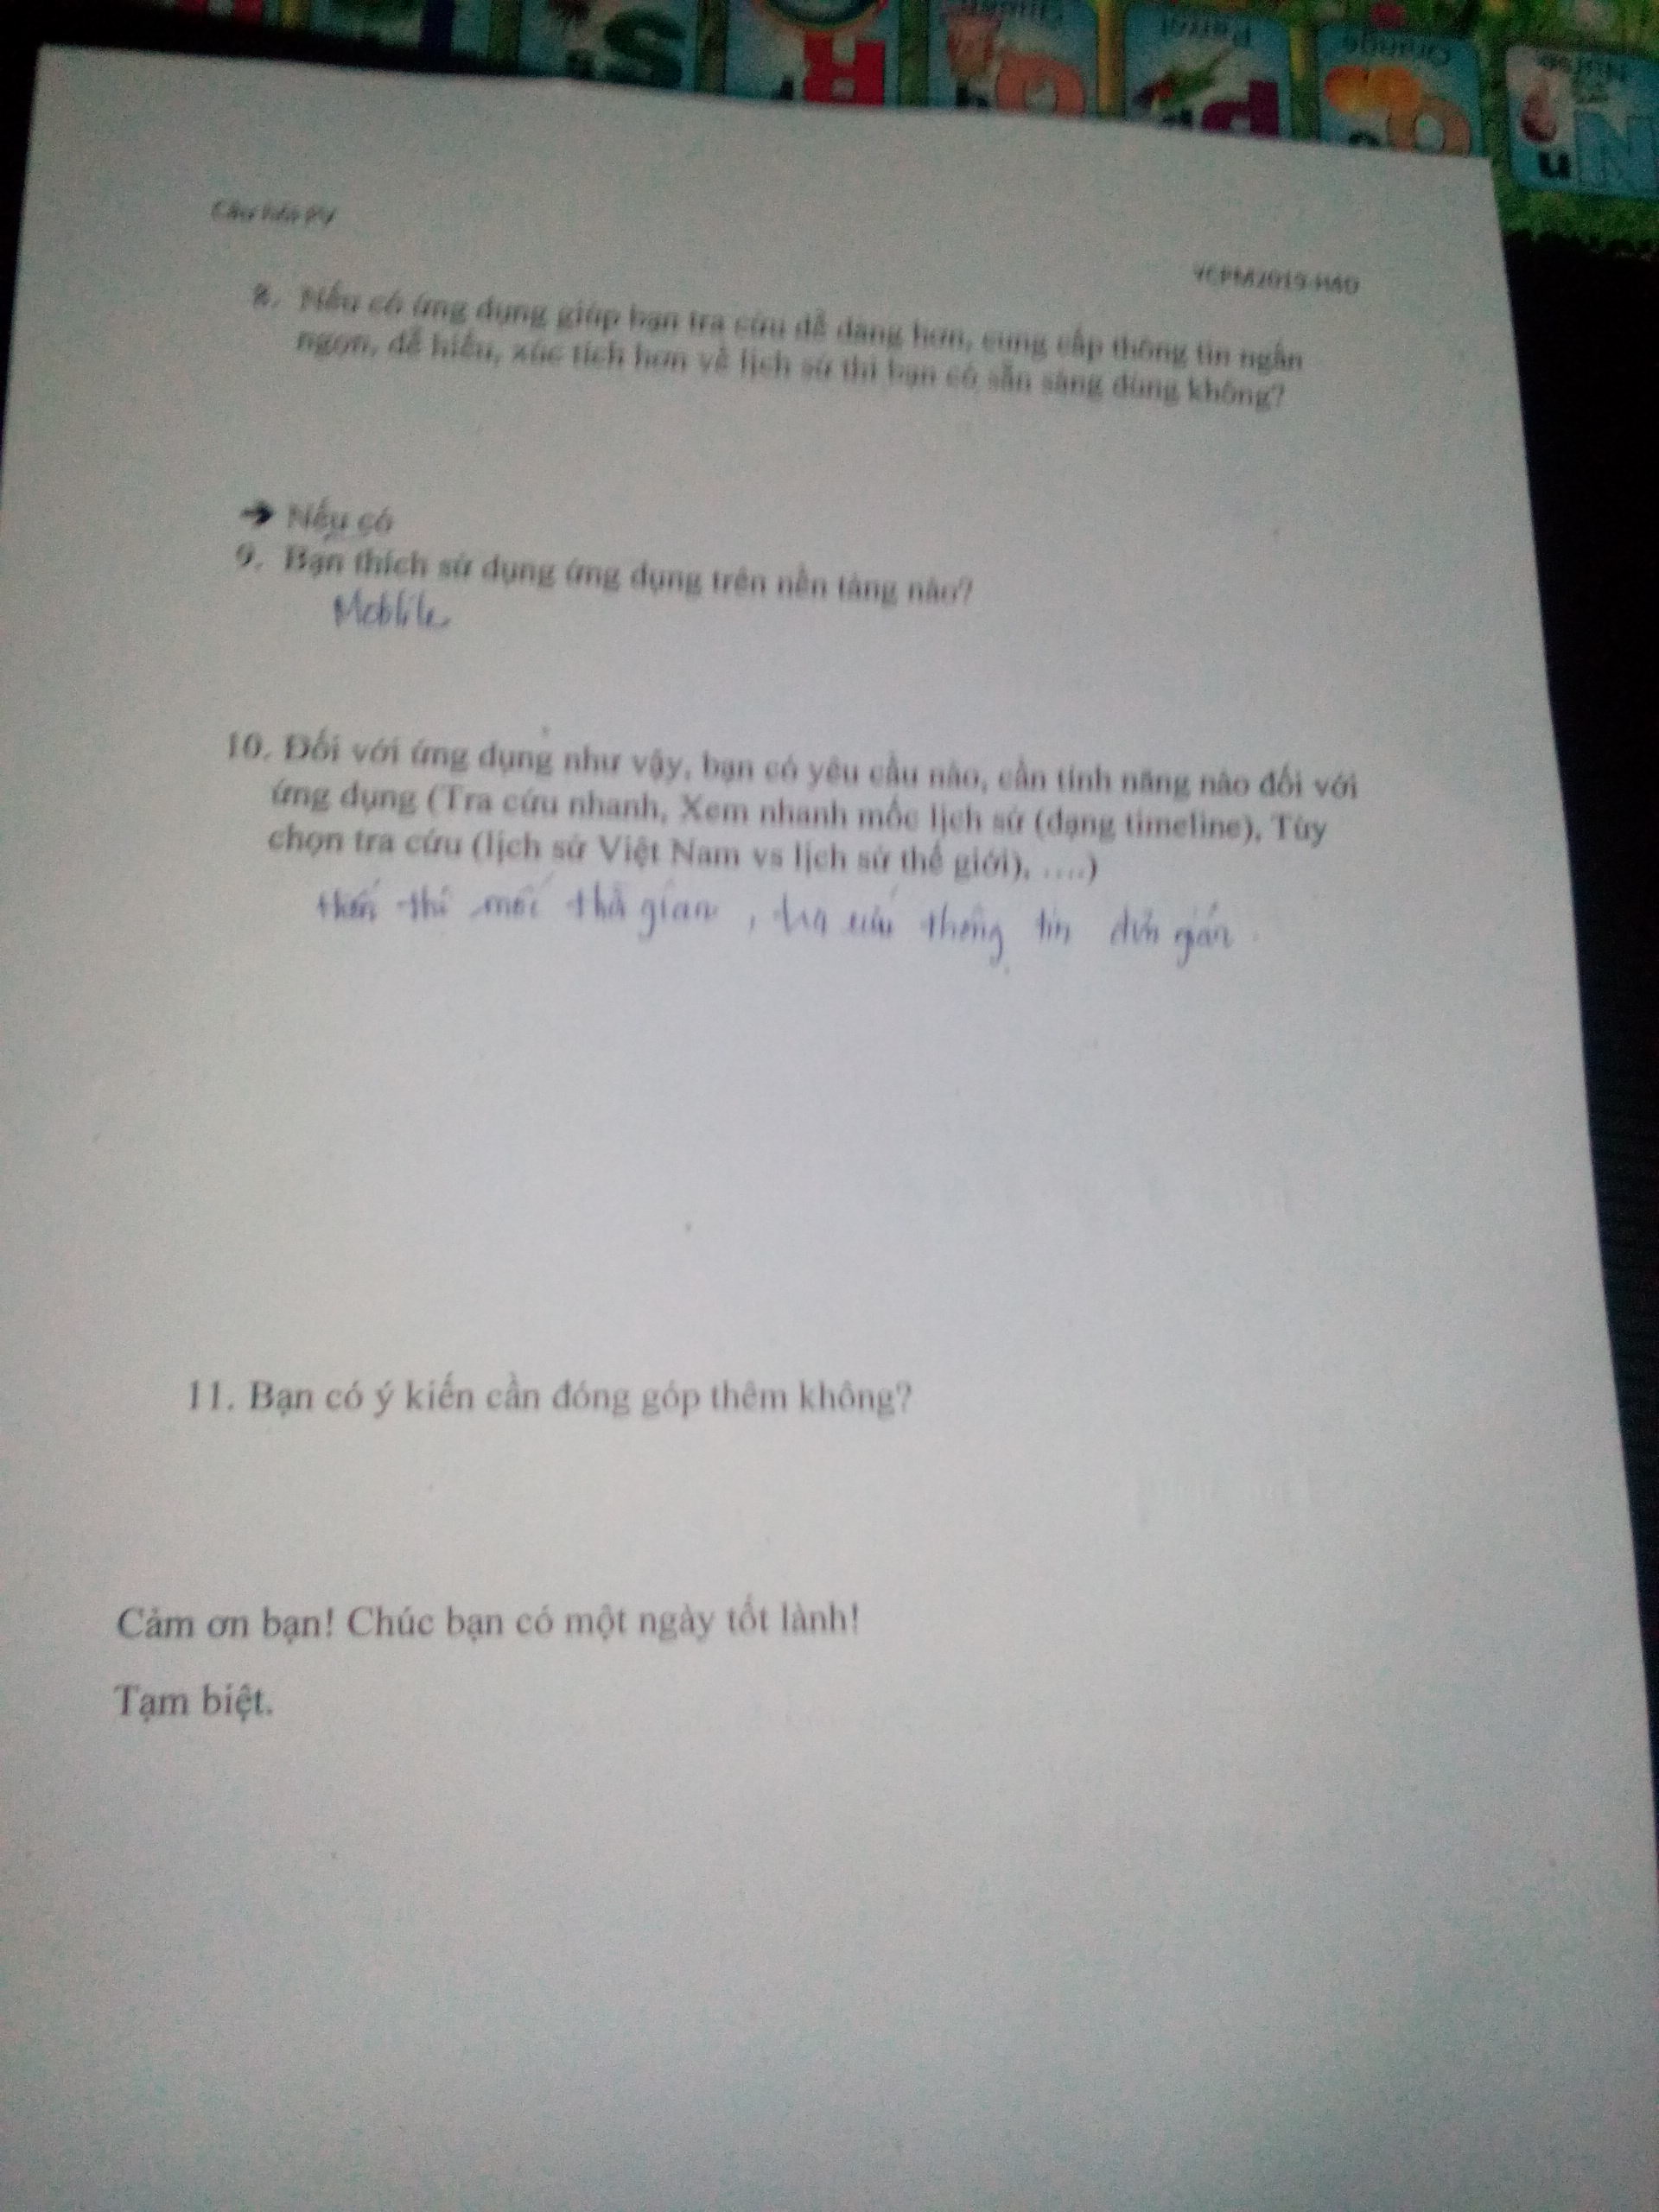 Câu hỏi PV
YCPM2019-HAO
8. Nếu có ứng dụng giúp bạn tra cứu dễ dàng hơn, cung cấp thông tin ngắn
ngọn, dễ hiểu, xúc tích hơn về lịch sử thì bạn có sẵn sàng dùng không?
➔ Nếu có
9. Bạn thích sử dụng ứng dụng trên nền tảng nào?
Moblile
10. Đối với ứng dụng như vậy, bạn có yêu cầu nào, cần tính năng nào đối với
ứng dụng (Tra cứu nhanh, Xem nhanh mốc lịch sử (dạng timeline), Tùy
chọn tra cứu (lịch sử Việt Nam vs lịch sử thế giới), ....)
thị mốc gian, tra cứu thông tin đơn giản
11. Bạn có ý kiến cần đóng góp thêm không?
Cảm ơn bạn! Chúc bạn có một ngày tốt lành!
Tạm biệt.